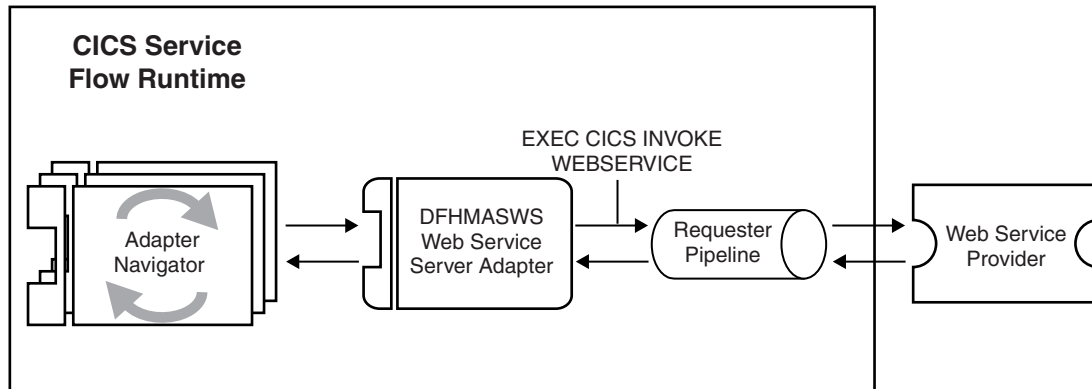 CICS Service
Flow Runtime
EXEC CICS INVOKE
WEBSERVICE
Adapter
Navigator
DFHMASWS
Web Service
Server Adapter
Requester
Pipeline
Web Service
Provider